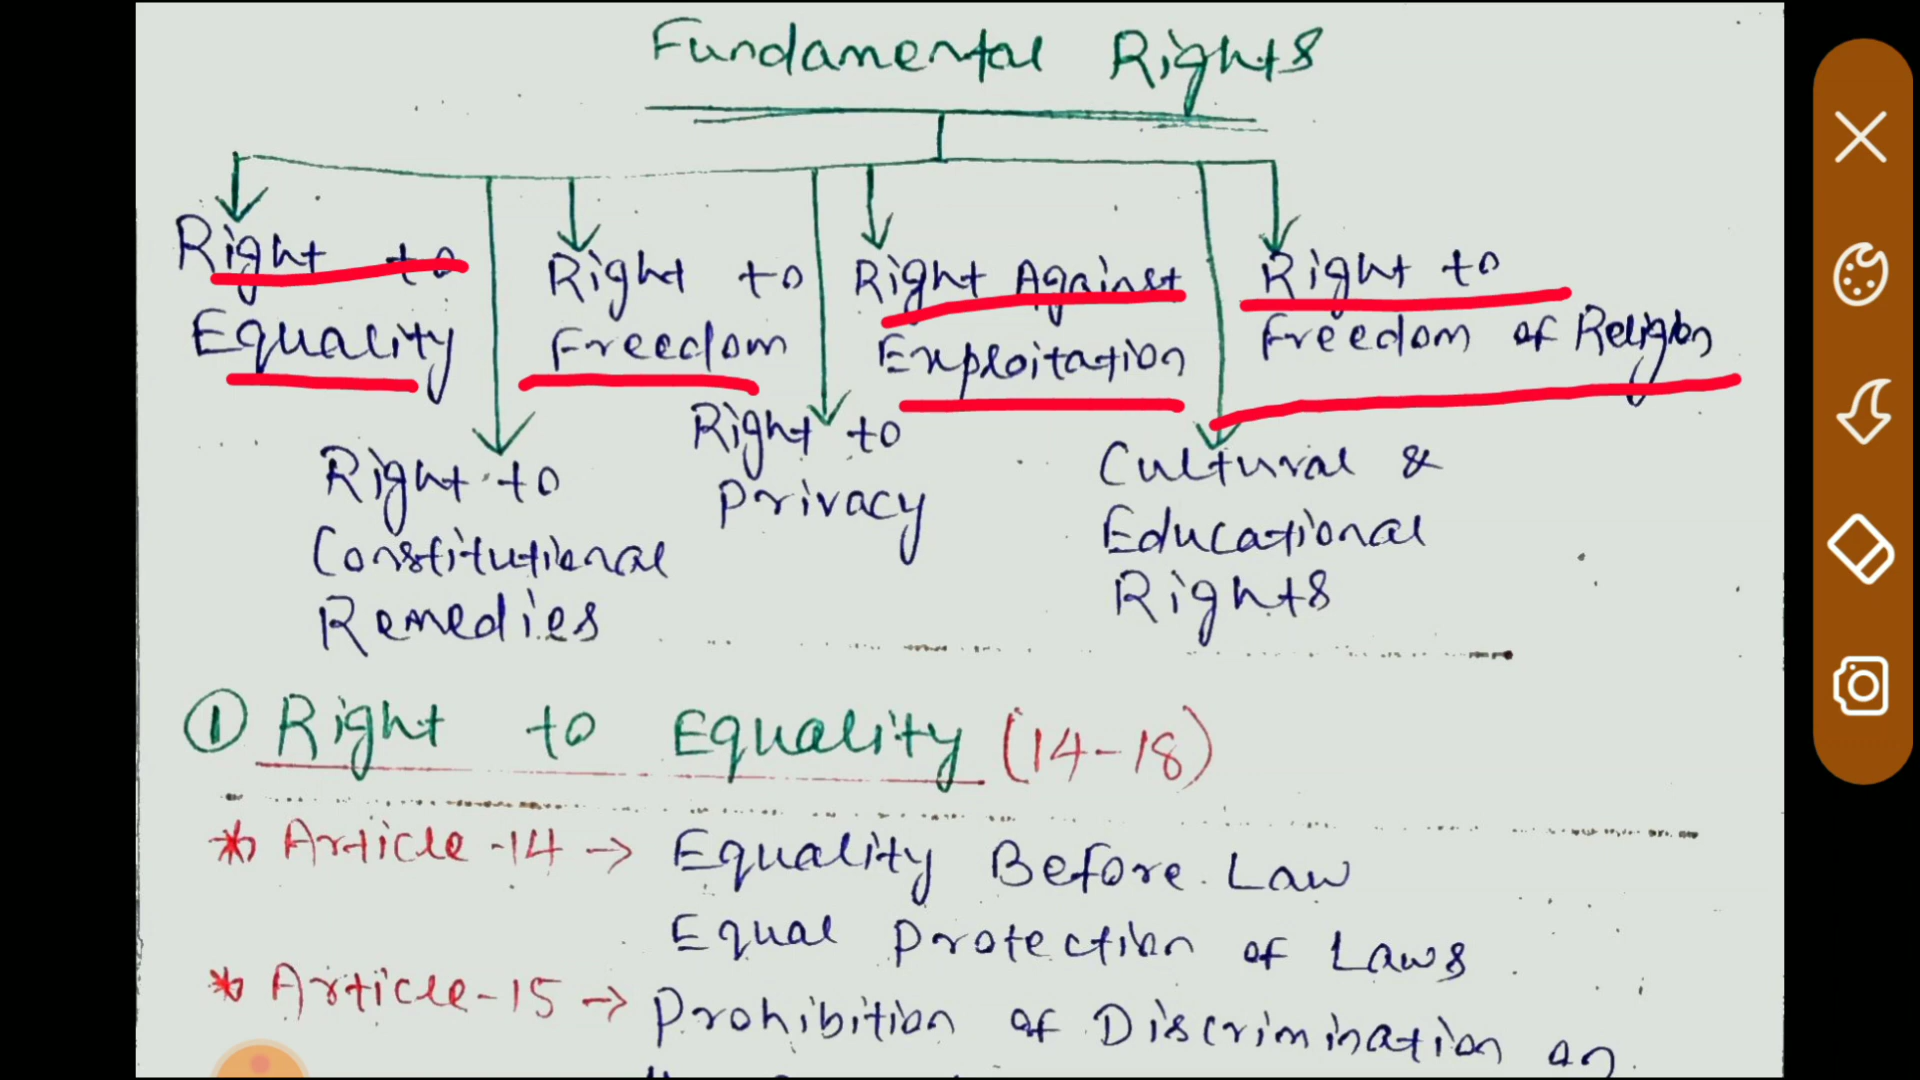 Fundamental Rights
Right to
Equality
Right to
Freedom
Right Against
Exploitation
Right to
Freedom of Religion
Right to
Constitutional
Remedies
Right to
Privacy
Cultural &
Educational
Rights
① Right to Equality (14-18)
* Article-14 → Equality Before Law
Equal Protection of Laws
* Article-15 → Prohibition of Discrimination on